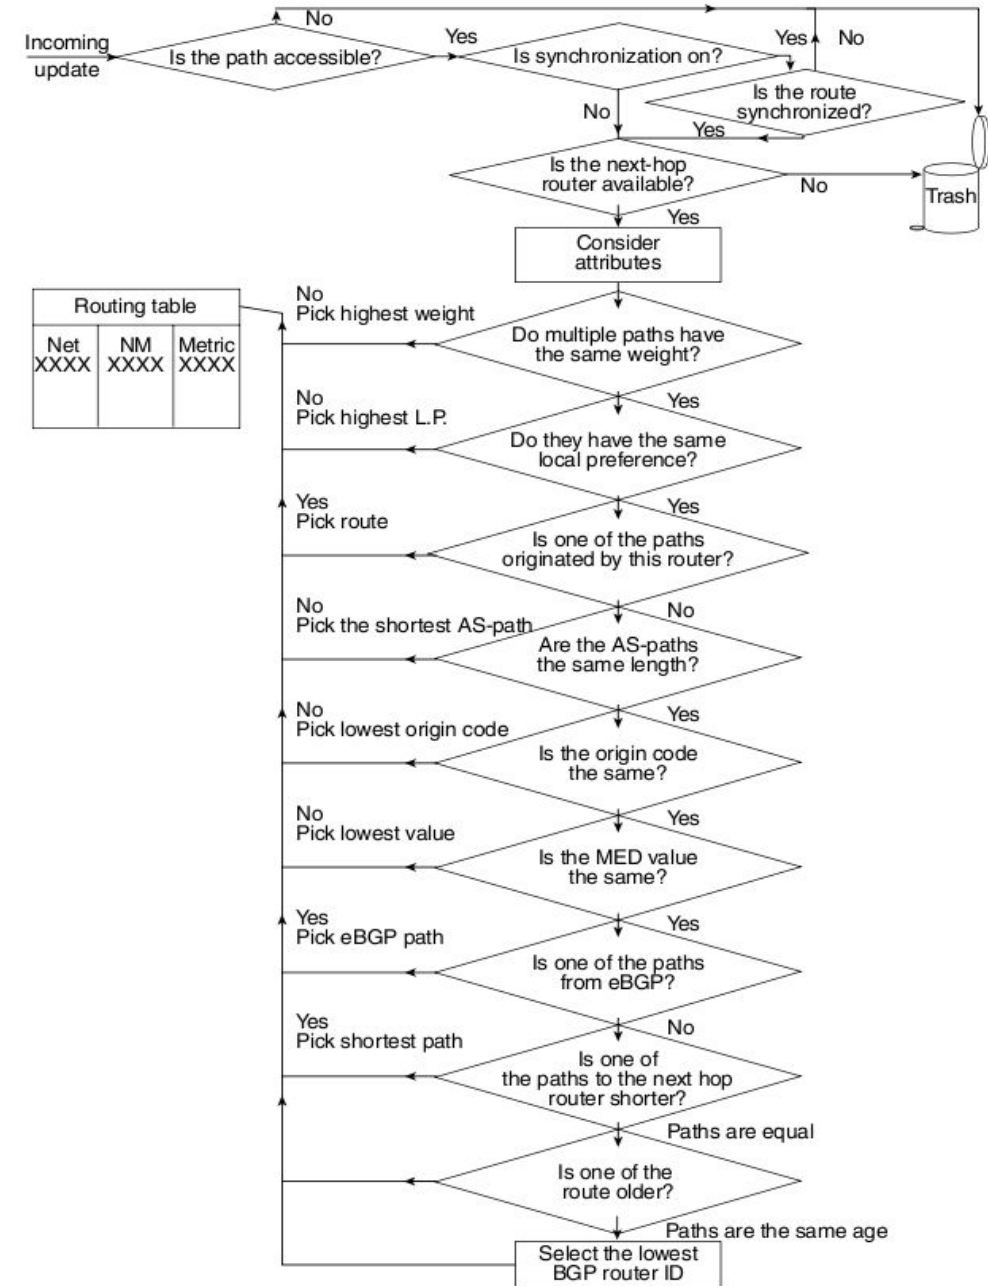 No
Incoming
update
Is the path accessible?
Yes
Is synchronization on?
Yes
No
Is the route
synchronized?
No
Yes
Is the next-hop
router available?
No
Trash
Yes
Consider
attributes
Routing table
Net
XXXX
NM
XXXX
Metric
XXXX
No
Pick highest weight
Do multiple paths have
the same weight?
Yes
No
Pick highest L.P.
Do they have the same
local preference?
Yes
Yes
Pick route
Is one of the paths
originated by this router?
No
No
Pick the shortest AS-path
Are the AS-paths
the same length?
Yes
No
Pick lowest origin code
Is the origin code
the same?
Yes
No
Pick lowest value
Is the MED value
the same?
Yes
Yes
Pick eBGP path
Is one of the paths
from eBGP?
No
Yes
Pick shortest path
Is one of
the paths to the next hop
router shorter?
Paths are equal
Is one of the
route older?
Paths are the same age
Select the lowest
BGP router ID